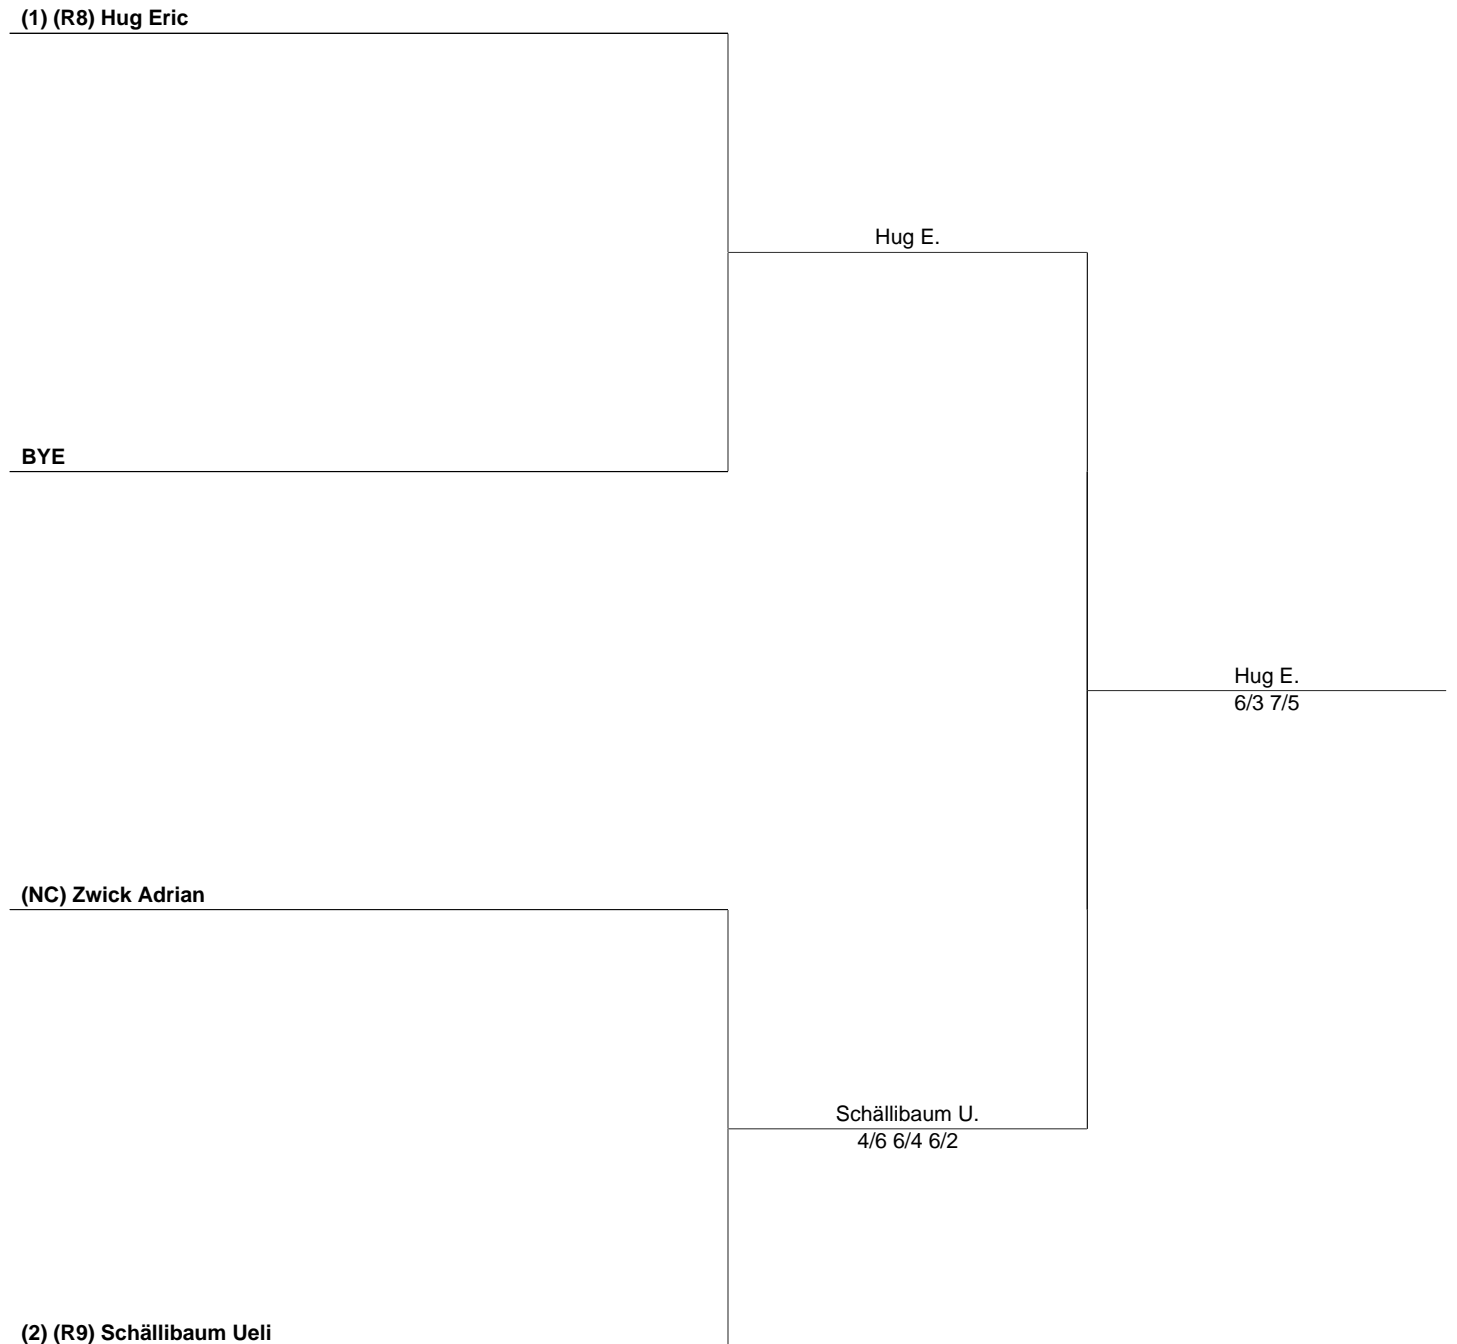 (1) (R8) Hug Eric
Hug E.
BYE
Hug E.
6/3 7/5
(NC) Zwick Adrian
Schällibaum U.
4/6 6/4 6/2
(2) (R9) Schällibaum Ueli